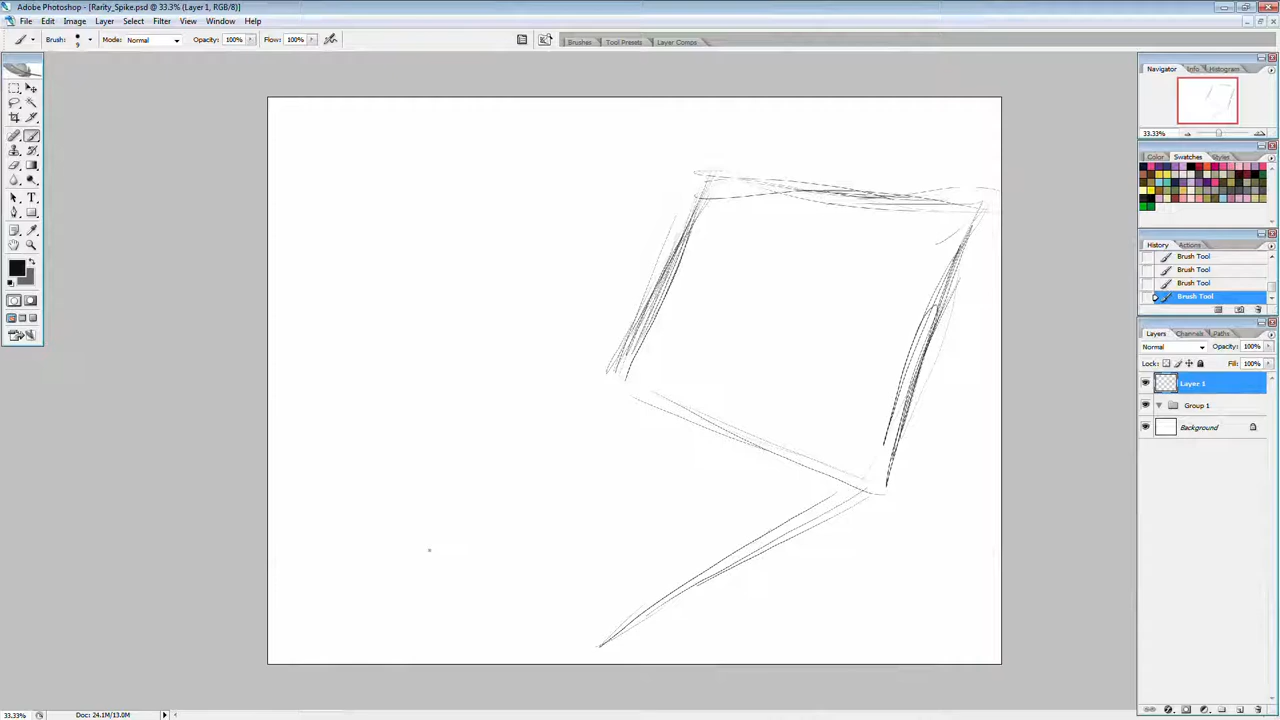 Adobe Photoshop - [Rarity_Spike.psd @ 33.3% (Layer 1, RGB/8)]
File Edit Image Layer Select Filter View Window Help
Brush: 9 Mode: Normal Opacity: 100% Flow: 100% Brushes Tool Presets Layer Comps
Navigator Info Histogram
33.33%
Color Swatches Styles
History Actions
Brush Tool
Brush Tool
Brush Tool
Brush Tool
Layers Channels Paths
Normal Opacity: 100%
Lock: Fill: 100%
Layer 1
Group 1
Background
33.33% Doc: 24.1M/13.0M